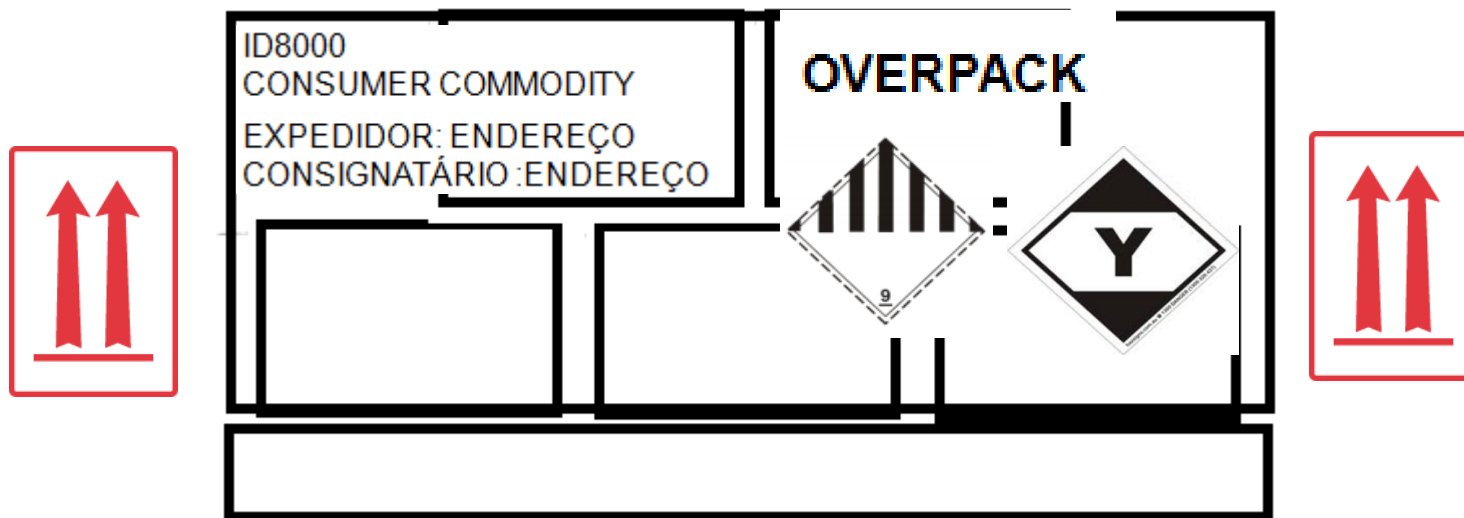 ID8000
CONSUMER COMMODITY
EXPEDIDOR: ENDEREÇO
CONSIGNATÁRIO :ENDEREÇO
OVERPACK
Y
9